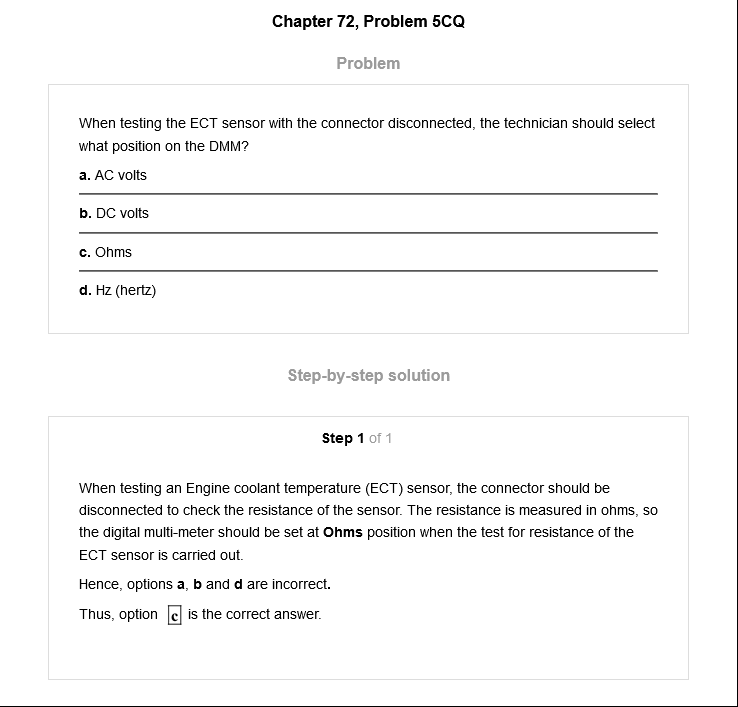 Chapter 72, Problem 5CQ
Problem
When testing the ECT sensor with the connector disconnected, the technician should select
what position on the DMM?
a. AC volts
b. DC volts
c. Ohms
d. Hz (hertz)
Step-by-step solution
Step 1 of 1
When testing an Engine coolant temperature (ECT) sensor, the connector should be
disconnected to check the resistance of the sensor. The resistance is measured in ohms, so
the digital multi-meter should be set at Ohms position when the test for resistance of the
ECT sensor is carried out.
Hence, options a, b and d are incorrect.
Thus, option c is the correct answer.